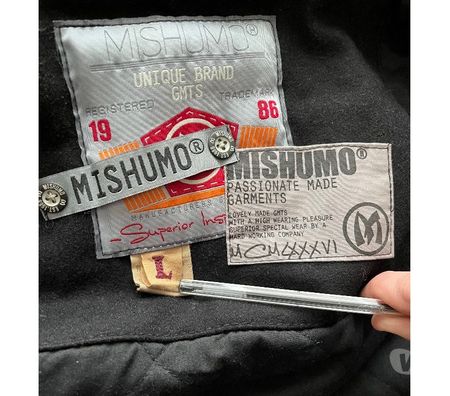 MISHUMO®
UNIQUE BRAND
GMTS
REGISTERED TRADEMARK
19 86
MISHUMO®
MANUFACTURERS
Superior Ins
L
MISHUMO®
PASSIONATE MADE
GARMENTS
LOVELY MADE GMTS
WITH A HIGH WEARING PLEASURE
SUPERIOR SPECIAL WEAR BY A
HARD WORKING COMPANY
MCMLXXXVI